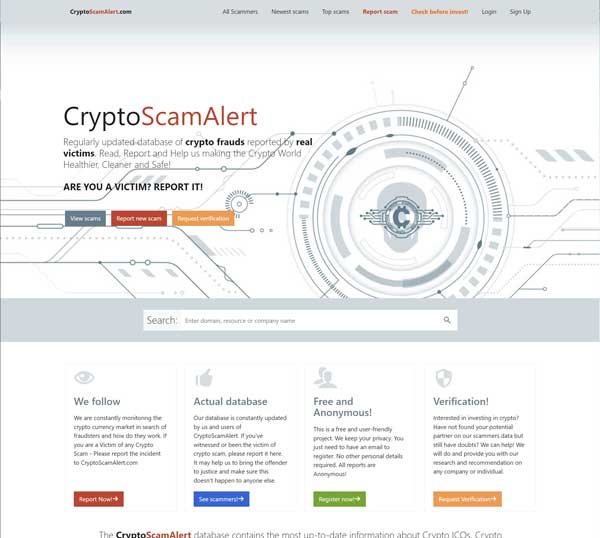 CryptoScamAlert.com
All Scammers Newest scams Top scams Report scam Check before invest! Login Sign Up
CryptoScamAlert
Regularly updated database of crypto frauds reported by real
victims. Read, Report and Help us making the Crypto World
Healthier, Cleaner and Safe!
ARE YOU A VICTIM? REPORT IT!
View scams Report new scam Request verification
Search: Enter domain, resource or company name
We follow
We are constantly monitoring the
crypto currency market in search of
fraudsters and how do they work. If
you are a Victim of any Crypto
Scam - Please report the incident
to CryptoScamAlert.com
Report Now!
Actual database
Our database is constantly updated
by us and users of
CryptoScamAlert. If you've
witnessed or been the victim of
crypto scam, please report it here.
It may help us to bring the offender
to justice and make sure this
doesn't happen to anyone else.
See scammers!
Free and
Anonymous!
This is a free and user-friendly
project. We keep your privacy. You
just need to have an email to
register. No other personal details
required. All reports are
Anonymous!
Register now!
Verification!
Interested in investing in crypto?
Have not found your potential
partner on our scammers data but
still have doubts? We can help! We
will do and provide you with our
research and recommendation on
any company or individual.
Request Verification
The CryptoScamAlert database contains the most up-to-date information about Crypto ICOs, Crypto